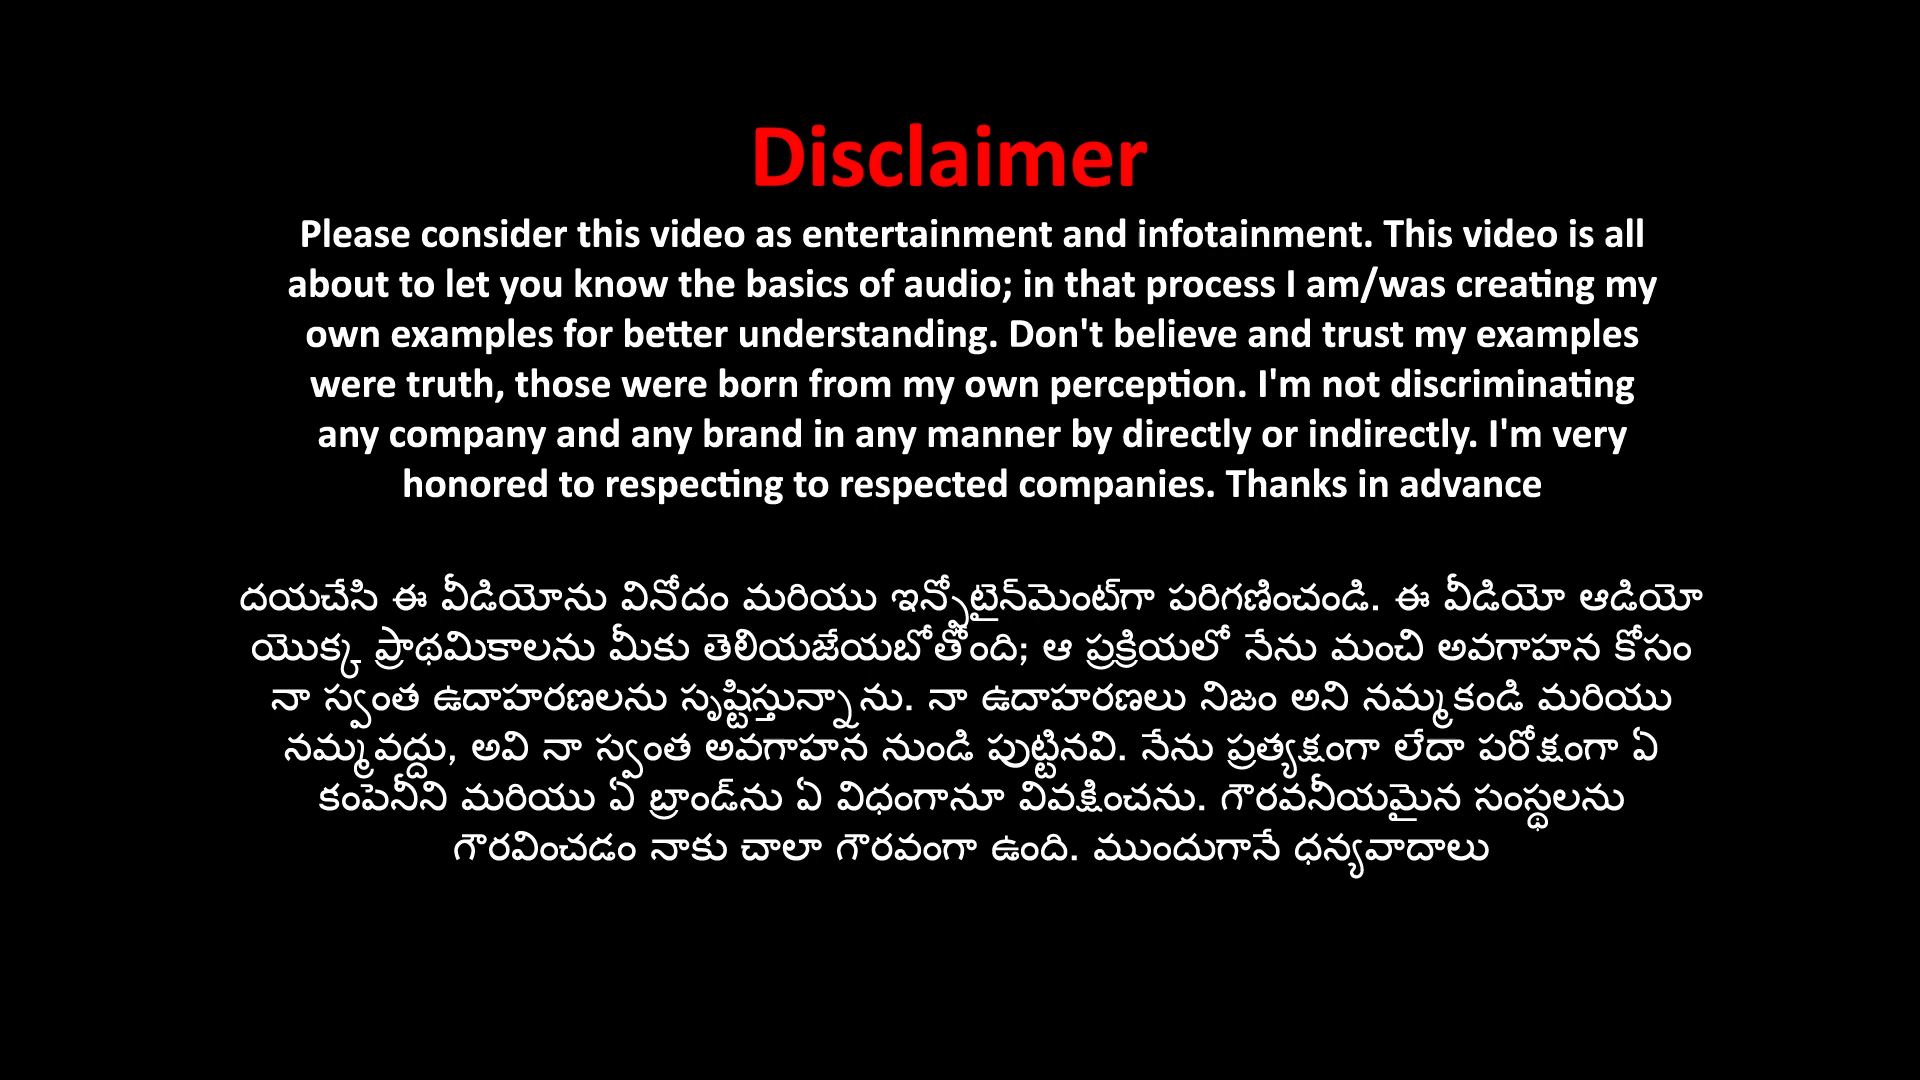 Disclaimer
Please consider this video as entertainment and infotainment. This video is all
about to let you know the basics of audio; in that process I am/was creating my
own examples for better understanding. Don't believe and trust my examples
were truth, those were born from my own perception. I'm not discriminating
any company and any brand in any manner by directly or indirectly. I'm very
honored to respecting to respected companies. Thanks in advance
దయచేసి ఈ వీడియోను వినోదం మరియు ఇన్ఫోటైన్‌మెంట్‌గా పరిగణించండి. ఈ వీడియో ఆడియో
యొక్క ప్రాథమికాలను మీకు తెలియజేయబోతోంది; ఆ ప్రక్రియలో నేను మంచి అవగాహన కోసం
నా స్వంత ఉదాహరణలను సృష్టిస్తున్నాను. నా ఉదాహరణలు నిజం అని నమ్మకండి మరియు
నమ్మవద్దు, అవి నా స్వంత అవగాహన నుండి పుట్టినవి. నేను ప్రత్యక్షంగా లేదా పరోక్షంగా ఏ
కంపెనీని మరియు ఏ బ్రాండ్‌ను ఏ విధంగానూ వివక్షించను. గౌరవనీయమైన సంస్థలను
గౌరవించడం నాకు చాలా గౌరవంగా ఉంది. ముందుగానే ధన్యవాదాలు